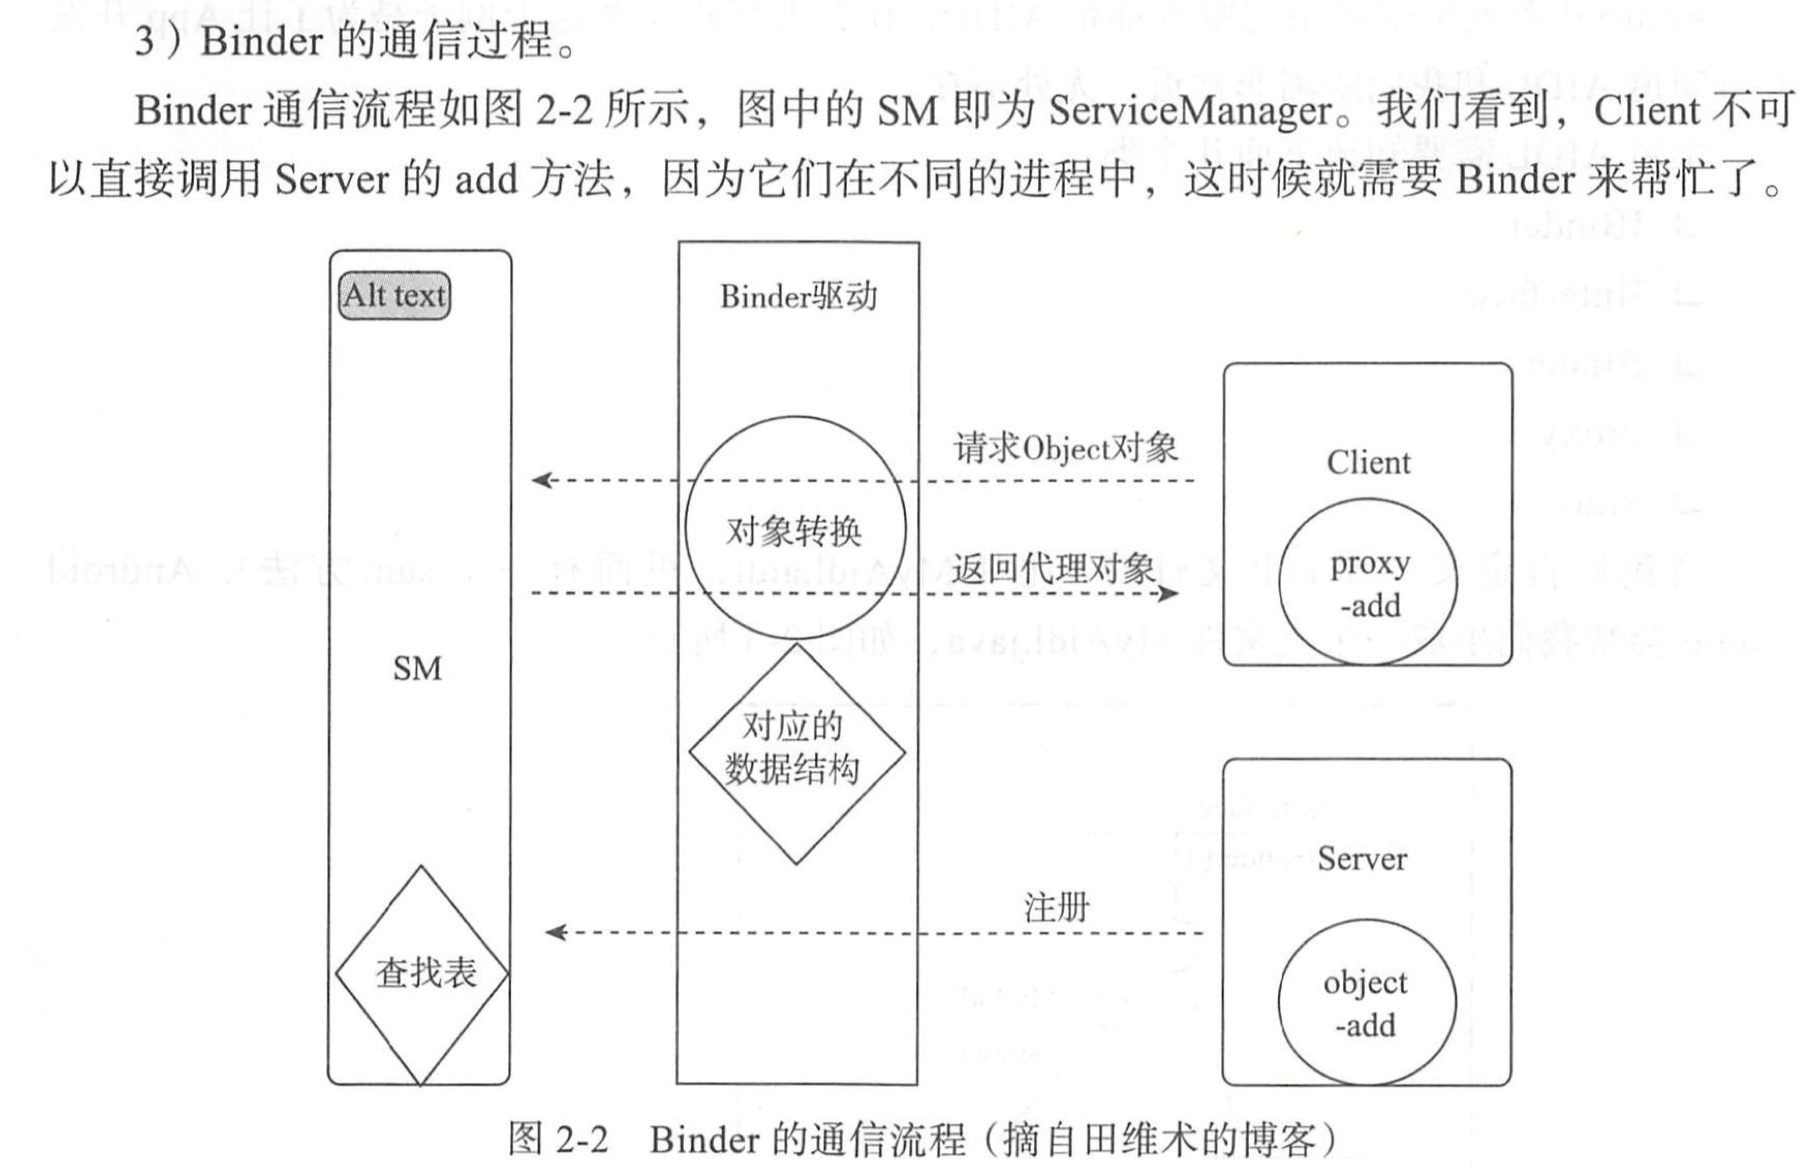 3）Binder 的通信过程。
Binder 通信流程如图 2-2 所示，图中的 SM 即为 ServiceManager。我们看到，Client 不可
以直接调用 Server 的 add 方法，因为它们在不同的进程中，这时候就需要 Binder 来帮忙了。
Alt text
Binder驱动
请求Object对象
Client
对象转换
返回代理对象
proxy
-add
SM
对应的
数据结构
Server
注册
查找表
object
-add
图 2-2 Binder 的通信流程（摘自田维术的博客）